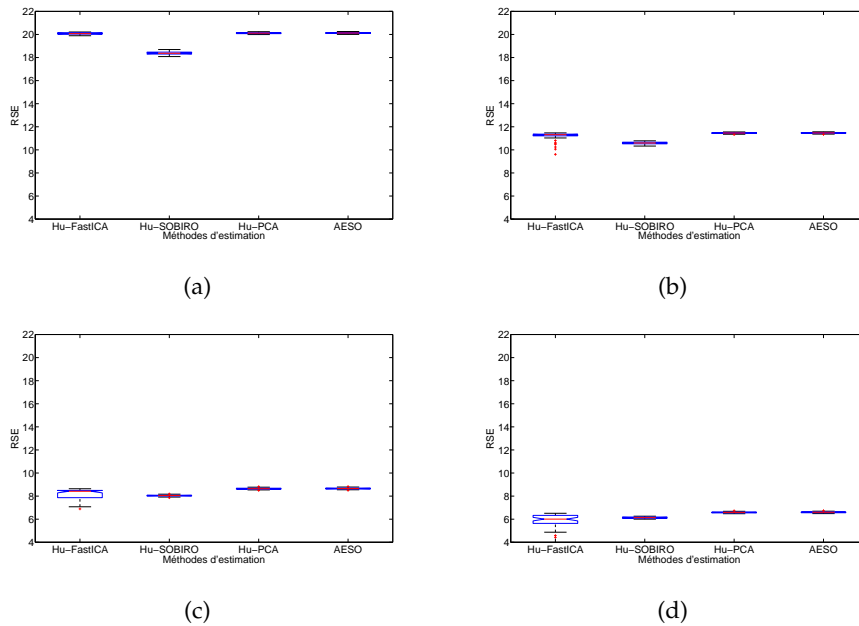 22
20
18
16
14
12
10
8
6
4
RSE
Hu−FastICA Hu−SOBIRO Hu−PCA AESO
Méthodes d'estimation
(a)
22
20
18
16
14
12
10
8
6
4
RSE
Hu−FastICA Hu−SOBIRO Hu−PCA AESO
Méthodes d'estimation
(b)
22
20
18
16
14
12
10
8
6
4
RSE
Hu−FastICA Hu−SOBIRO Hu−PCA AESO
Méthodes d'estimation
(c)
22
20
18
16
14
12
10
8
6
4
RSE
Hu−FastICA Hu−SOBIRO Hu−PCA AESO
Méthodes d'estimation
(d)